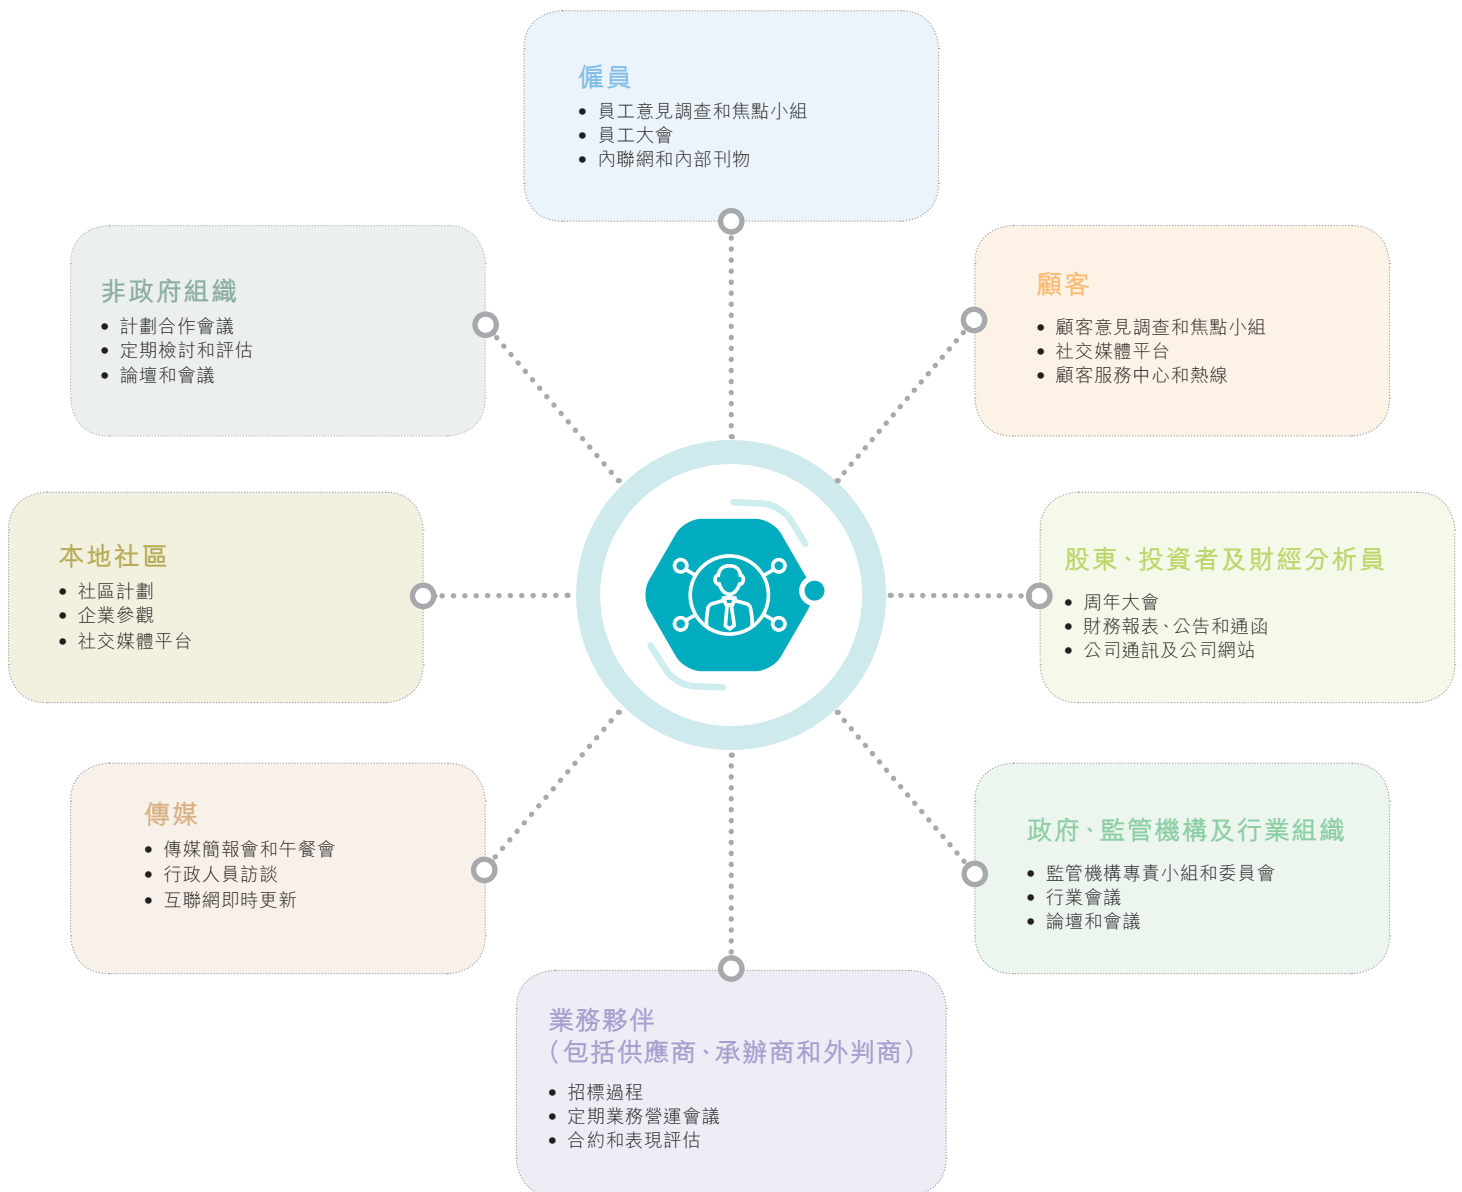 僱員
• 員工意見調查和焦點小組
• 員工大會
• 內聯網和內部刊物
顧客
• 顧客意見調查和焦點小組
• 社交媒體平台
• 顧客服務中心和熱線
股東、投資者及財經分析員
• 周年大會
• 財務報表、公告和通函
• 公司通訊及公司網站
政府、監管機構及行業組織
• 監管機構專責小組和委員會
• 行業會議
• 論壇和會議
業務夥伴
（包括供應商、承辦商和外判商）
• 招標過程
• 定期業務營運會議
• 合約和表現評估
傳媒
• 傳媒簡報會和午餐會
• 行政人員訪談
• 互聯網即時更新
本地社區
• 社區計劃
• 企業參觀
• 社交媒體平台
非政府組織
• 計劃合作會議
• 定期檢討和評估
• 論壇和會議